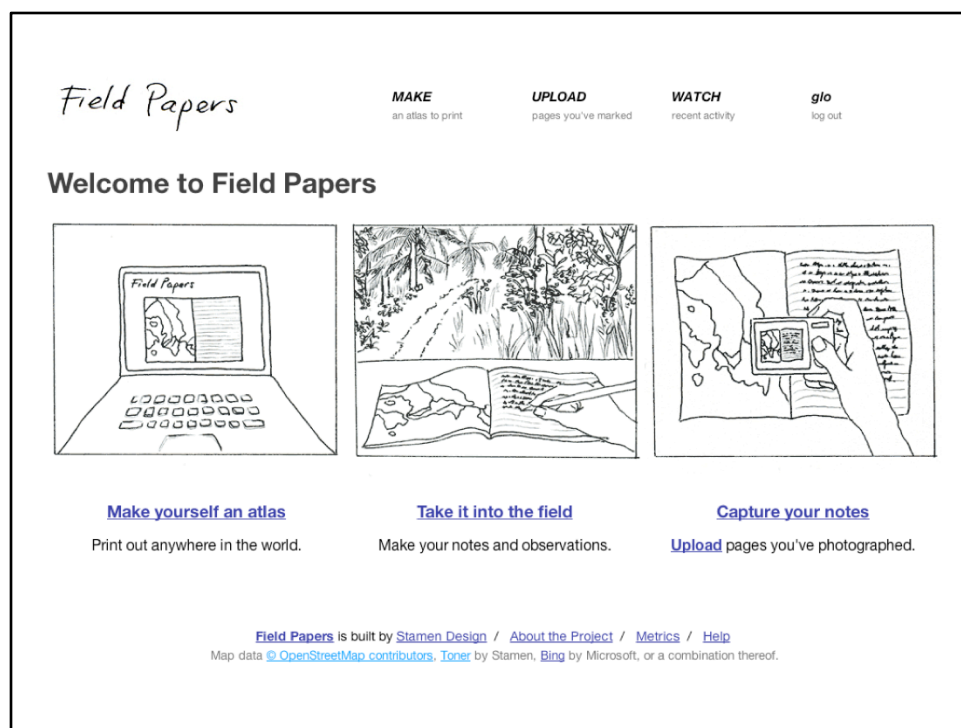 Field Papers
MAKE
an atlas to print
UPLOAD
pages you've marked
WATCH
recent activity
glo
log out
Welcome to Field Papers
Field Papers
Make yourself an atlas
Print out anywhere in the world.
Take it into the field
Make your notes and observations.
Capture your notes
Upload pages you've photographed.
Field Papers is built by Stamen Design / About the Project / Metrics / Help
Map data © OpenStreetMap contributors, Toner by Stamen, Bing by Microsoft, or a combination thereof.